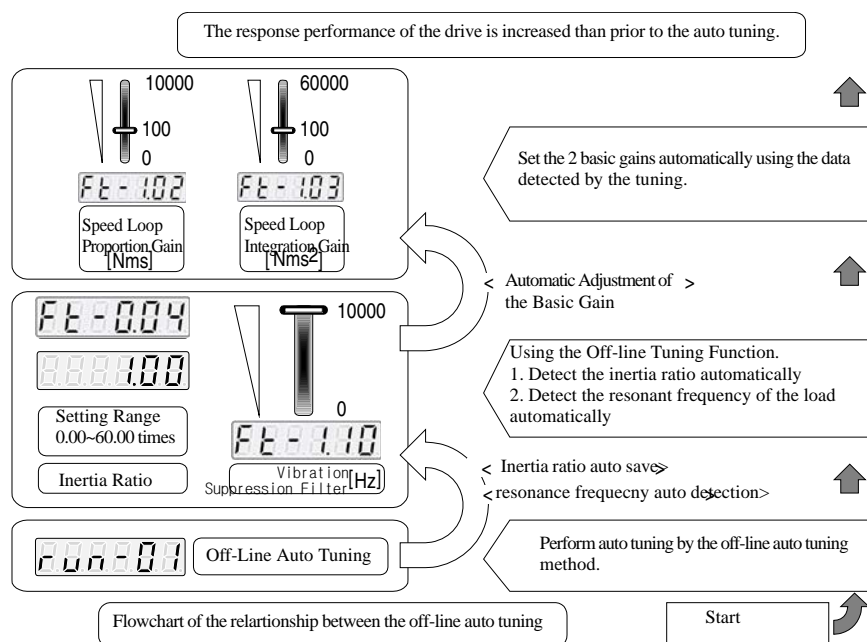 The response performance of the drive is increased than prior to the auto tuning.
10000
100
0
Ft-1.02
Speed Loop
Proportion Gain
[Nms]
60000
100
0
Ft-1.03
Speed Loop
Integration Gain
[Nms2]
Set the 2 basic gains automatically using the data
detected by the tuning.
< Automatic Adjustment of >
the Basic Gain
Ft-0.04
1.00
Setting Range
0.00~60.00 times
Inertia Ratio
10000
0
Ft-1.10
Vibration
Suppression Filter
[Hz]
Using the Off-line Tuning Function.
1. Detect the inertia ratio automatically
2. Detect the resonant frequency of the load
automatically
< Inertia ratio auto save>
<resonance frequecny auto detection>
run-01
Off-Line Auto Tuning
Perform auto tuning by the off-line auto tuning
method.
Flowchart of the relartionship between the off-line auto tuning
Start